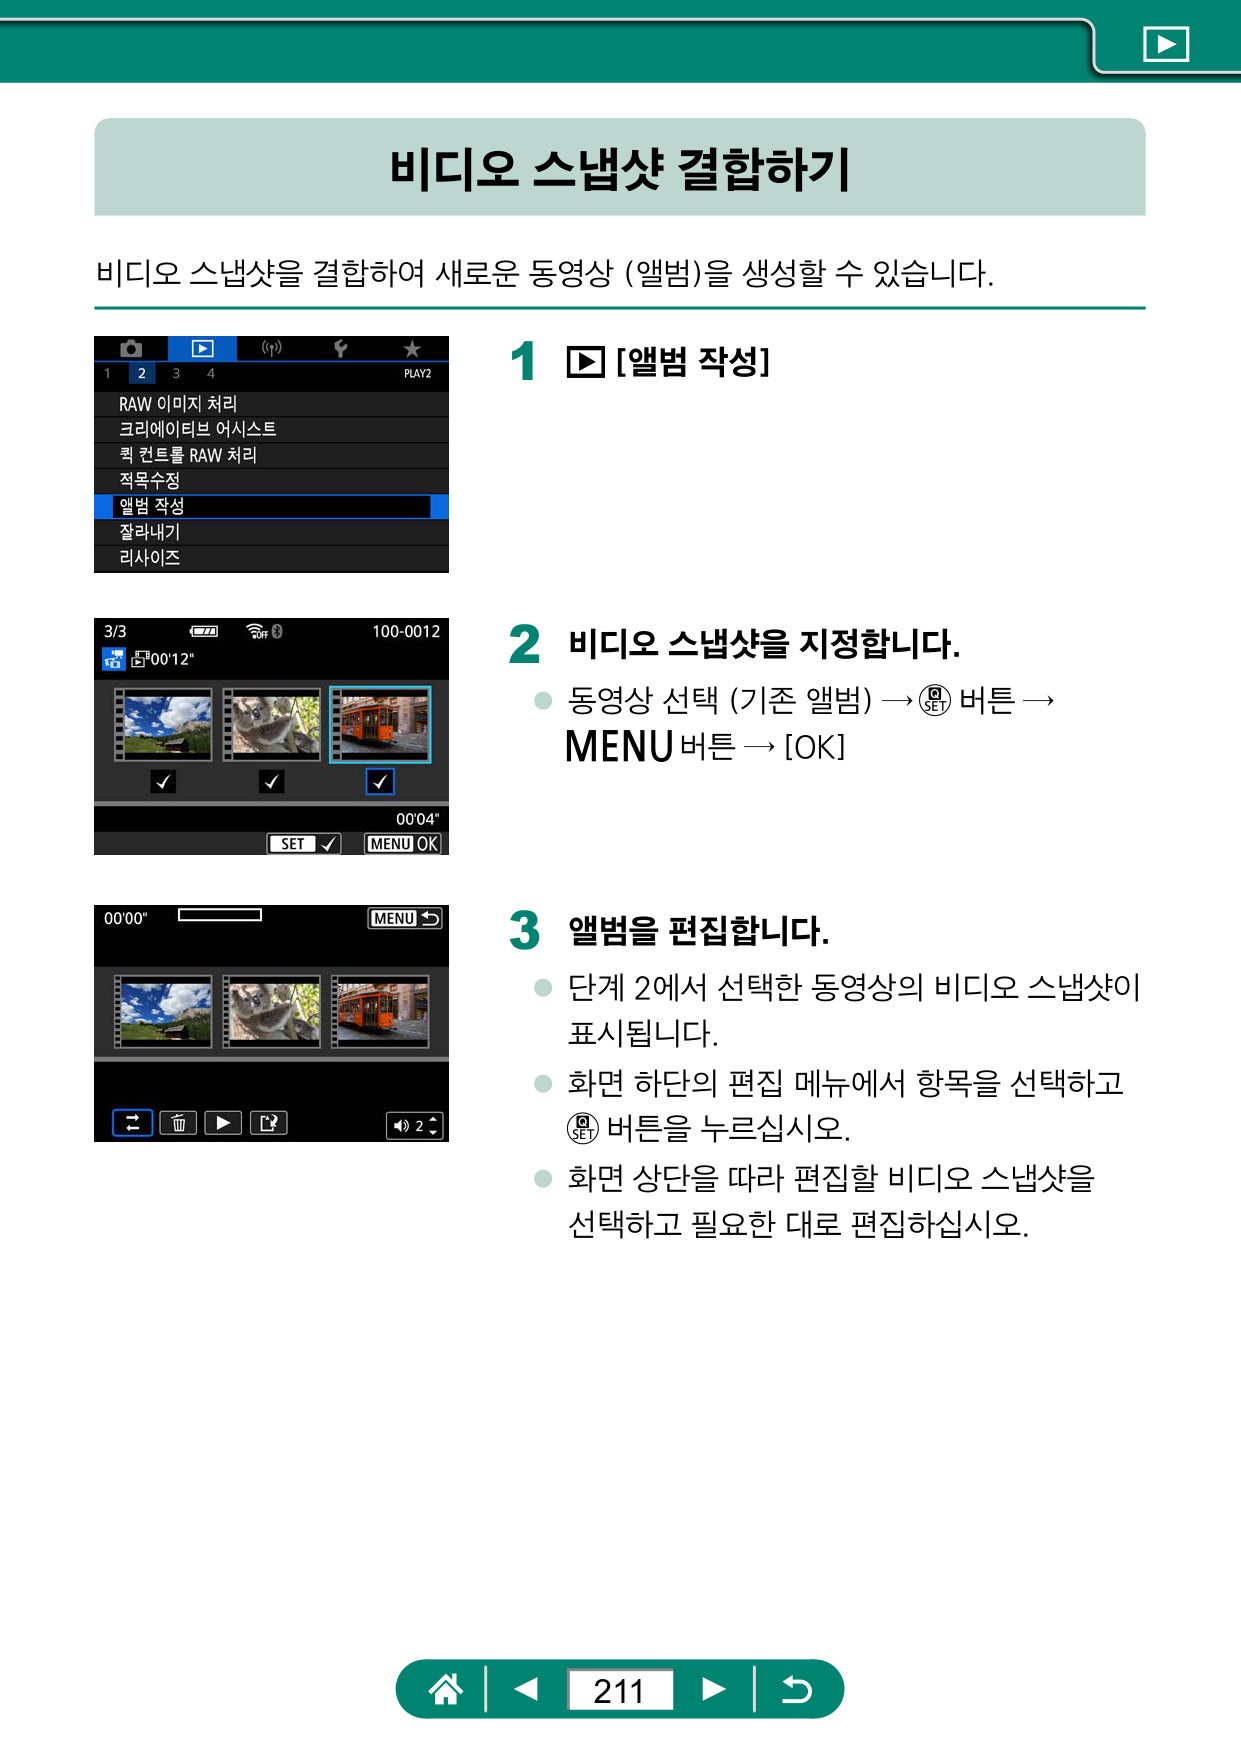 비디오 스냅샷 결합하기
비디오 스냅샷을 결합하여 새로운 동영상 (앨범)을 생성할 수 있습니다.
1 2 3 4 PLAY2
RAW 이미지 처리
크리에이티브 어시스트
퀵 컨트롤 RAW 처리
적목수정
앨범 작성
잘라내기
리사이즈
1 [앨범 작성]
3/3 OFF 100-0012
00'12"
00'04"
SET MENU OK
2 비디오 스냅샷을 지정합니다.
동영상 선택 (기존 앨범) → Q SET 버튼 →
MENU 버튼 → [OK]
00'00" MENU
2
3 앨범을 편집합니다.
단계 2에서 선택한 동영상의 비디오 스냅샷이
표시됩니다.
화면 하단의 편집 메뉴에서 항목을 선택하고
Q SET 버튼을 누르십시오.
화면 상단을 따라 편집할 비디오 스냅샷을
선택하고 필요한 대로 편집하십시오.
211